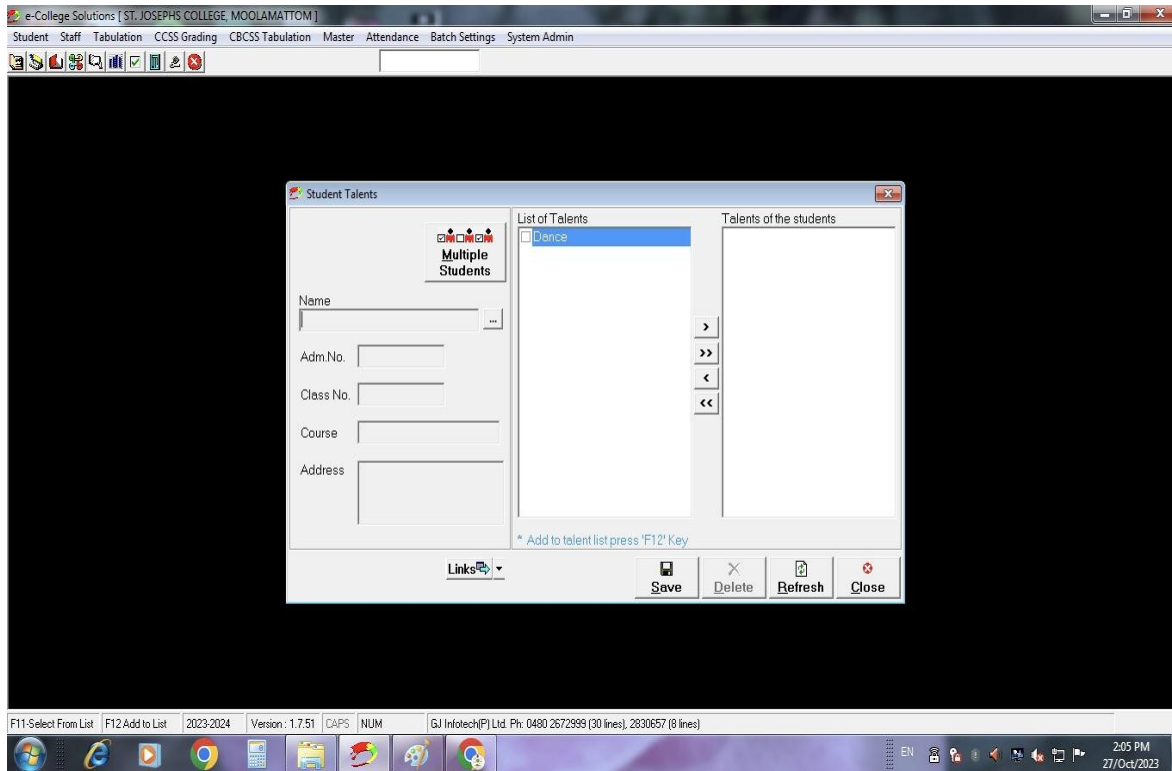 e-College Solutions [ ST. JOSEPHS COLLEGE, MOOLAMATTOM ]
Student Staff Tabulation CCSS Grading CBCSS Tabulation Master Attendance Batch Settings System Admin
Student Talents
Multiple
Students
Name
...
Adm.No.
Class No.
Course
Address
List of Talents
Dance
Talents of the students
>
>>
<
<<
* Add to talent list press 'F12' Key
Links
Save Delete Refresh Close
F11-Select From List F12 Add to List 2023-2024 Version : 1.7.51 CAPS NUM GJ Infotech(P) Ltd. Ph: 0480 2672999 (30 lines), 2830657 (8 lines)
EN
2:05 PM
27/Oct/2023